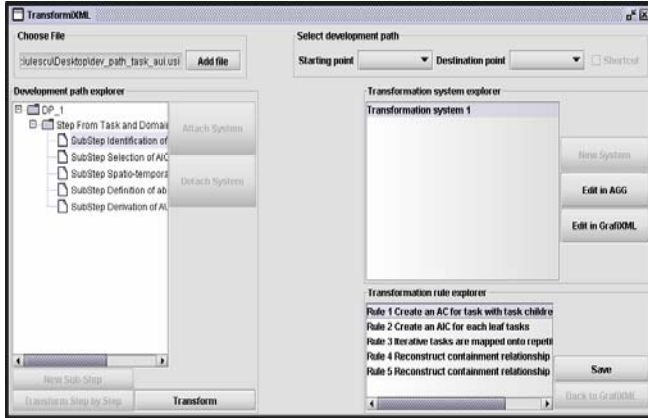 TransformiXML
Choose File
:iulescu\Desktop\dev_path_task_aui.usi
Add file
Select development path
Starting point
Destination point
Shortcut
Development path explorer
DP_1
Step From Task and Domai
SubStep Identification of
SubStep Selection of AIC
SubStep Spatio-tempora
SubStep Definition of ab
SubStep Derivation of AU
Attach System
Detach System
New Sub-Step
Transform Step by Step
Transform
Transformation system explorer
Transformation system 1
New System
Edit in AGG
Edit in GrafiXML
Transformation rule explorer
Rule 1 Create an AC for task with task childre
Rule 2 Create an AIC for each leaf tasks
Rule 3 Iterative tasks are mapped onto repeti
Rule 4 Reconstruct containment relationship
Rule 5 Reconstruct containment relationship
Save
Back to GrafiXML